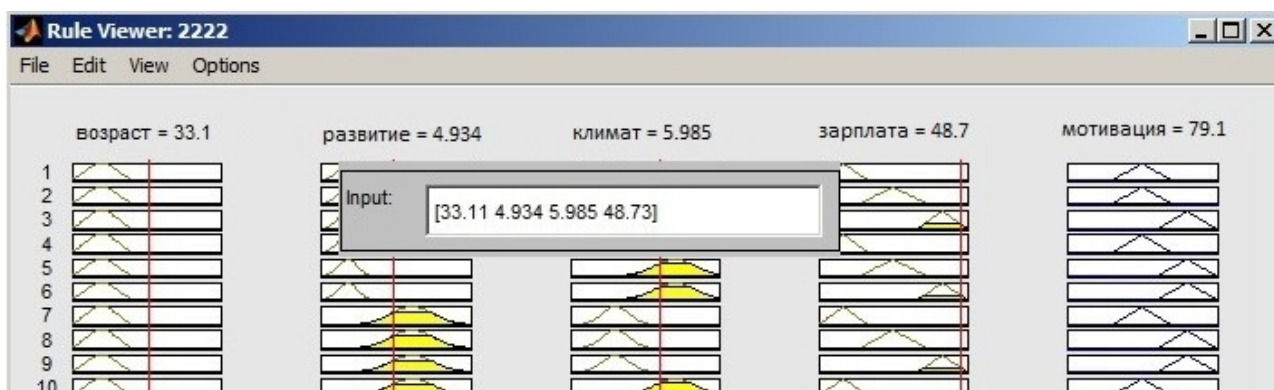 Rule Viewer: 2222
File Edit View Options
возраст = 33.1 развитие = 4.934 климат = 5.985 зарплата = 48.7 мотивация = 79.1
1
2
Input: [33.11 4.934 5.985 48.73]
3
4
5
6
7
8
9
10